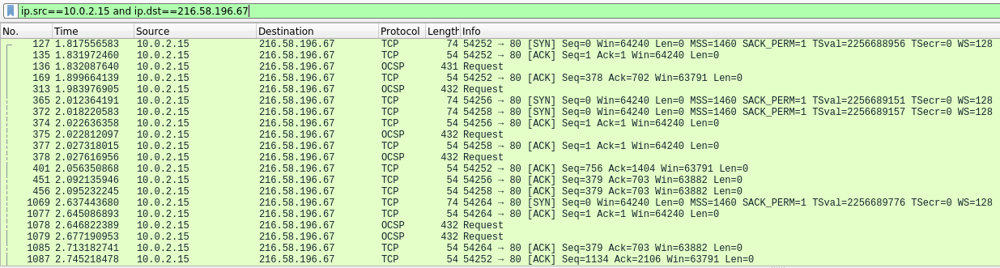 ip.src==10.0.2.15 and ip.dst==216.58.196.67
No. Time Source Destination Protocol Length Info
127 1.817556583 10.0.2.15 216.58.196.67 TCP 74 54252 → 80 [SYN] Seq=0 Win=64240 Len=0 MSS=1460 SACK_PERM=1 TSval=2256688956 TSecr=0 WS=128
135 1.831972460 10.0.2.15 216.58.196.67 TCP 54 54252 → 80 [ACK] Seq=1 Ack=1 Win=64240 Len=0
136 1.832087640 10.0.2.15 216.58.196.67 OCSP 431 Request
169 1.899664139 10.0.2.15 216.58.196.67 TCP 54 54252 → 80 [ACK] Seq=378 Ack=702 Win=63791 Len=0
313 1.983976905 10.0.2.15 216.58.196.67 OCSP 432 Request
365 2.012364191 10.0.2.15 216.58.196.67 TCP 74 54256 → 80 [SYN] Seq=0 Win=64240 Len=0 MSS=1460 SACK_PERM=1 TSval=2256689151 TSecr=0 WS=128
372 2.018220583 10.0.2.15 216.58.196.67 TCP 74 54258 → 80 [SYN] Seq=0 Win=64240 Len=0 MSS=1460 SACK_PERM=1 TSval=2256689157 TSecr=0 WS=128
374 2.022636358 10.0.2.15 216.58.196.67 TCP 54 54256 → 80 [ACK] Seq=1 Ack=1 Win=64240 Len=0
375 2.022812097 10.0.2.15 216.58.196.67 OCSP 432 Request
377 2.027318015 10.0.2.15 216.58.196.67 TCP 54 54258 → 80 [ACK] Seq=1 Ack=1 Win=64240 Len=0
378 2.027616956 10.0.2.15 216.58.196.67 OCSP 432 Request
401 2.056350868 10.0.2.15 216.58.196.67 TCP 54 54252 → 80 [ACK] Seq=756 Ack=1404 Win=63791 Len=0
451 2.092135946 10.0.2.15 216.58.196.67 TCP 54 54256 → 80 [ACK] Seq=379 Ack=703 Win=63882 Len=0
456 2.095232245 10.0.2.15 216.58.196.67 TCP 54 54258 → 80 [ACK] Seq=379 Ack=703 Win=63882 Len=0
1069 2.637443680 10.0.2.15 216.58.196.67 TCP 74 54264 → 80 [SYN] Seq=0 Win=64240 Len=0 MSS=1460 SACK_PERM=1 TSval=2256689776 TSecr=0 WS=128
1077 2.645086893 10.0.2.15 216.58.196.67 TCP 54 54264 → 80 [ACK] Seq=1 Ack=1 Win=64240 Len=0
1078 2.646822389 10.0.2.15 216.58.196.67 OCSP 432 Request
1079 2.677190953 10.0.2.15 216.58.196.67 OCSP 432 Request
1085 2.713182741 10.0.2.15 216.58.196.67 TCP 54 54264 → 80 [ACK] Seq=379 Ack=703 Win=63882 Len=0
1087 2.745218478 10.0.2.15 216.58.196.67 TCP 54 54252 → 80 [ACK] Seq=1134 Ack=2106 Win=63791 Len=0